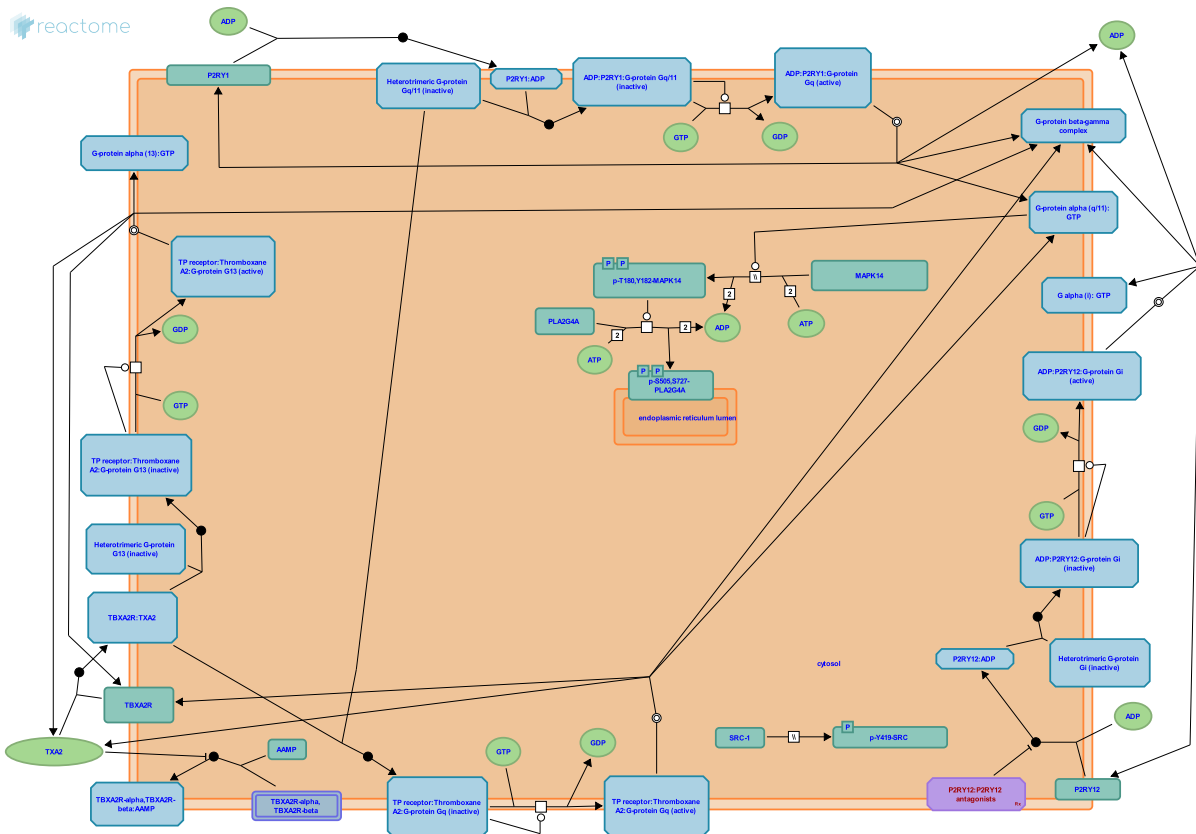 reactome
ADP
ADP
P2RY1
Heterotrimeric G-protein
Gq/11 (inactive)
P2RY1:ADP
ADP:P2RY1:G-protein Gq/11
(inactive)
ADP:P2RY1:G-protein
Gq (active)
GTP
GDP
G-protein beta-gamma
complex
G-protein alpha (13):GTP
G-protein alpha (q/11):
GTP
TP receptor:Thromboxane
A2:G-protein G13 (active)
P
P
p-T180,Y182-MAPK14
\\
MAPK14
G alpha (i): GTP
2
2
PLA2G4A
2
2
ADP
ATP
GDP
ATP
P
P
p-S505,S727-
PLA2G4A
endoplasmic reticulum lumen
ADP:P2RY12:G-protein Gi
(active)
GTP
GDP
TP receptor:Thromboxane
A2:G-protein G13 (inactive)
GTP
Heterotrimeric G-protein
G13 (inactive)
ADP:P2RY12:G-protein Gi
(inactive)
TBXA2R:TXA2
P2RY12:ADP
Heterotrimeric G-protein
Gi (inactive)
cytosol
TBXA2R
ADP
TXA2
AAMP
GTP
GDP
SRC-1
\\
P
p-Y419-SRC
TBXA2R-alpha,TBXA2R-
beta:AAMP
TBXA2R-alpha,
TBXA2R-beta
TP receptor:Thromboxane
A2:G-protein Gq (inactive)
TP receptor:Thromboxane
A2:G-protein Gq (active)
P2RY12:P2RY12
antagonists
Rx
P2RY12